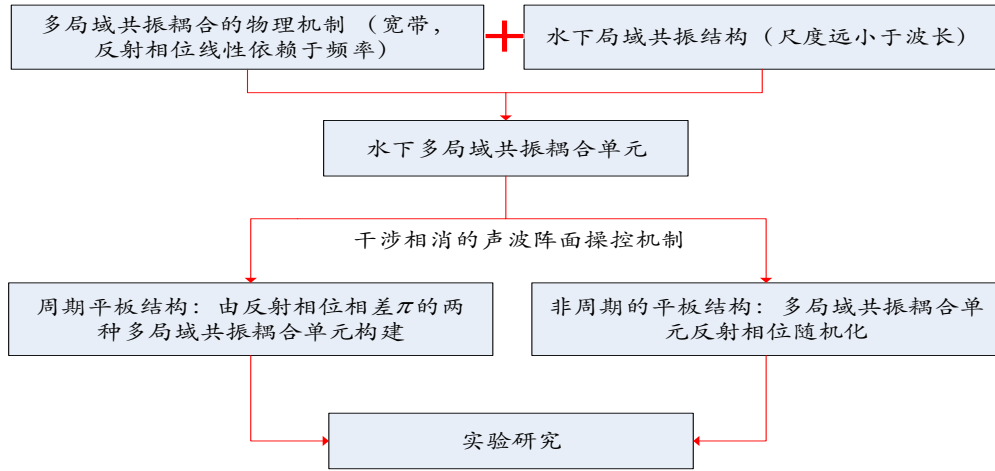 多局域共振耦合的物理机制（宽带，
反射相位线性依赖于频率）
水下局域共振结构（尺度远小于波长）
水下多局域共振耦合单元
干涉相消的声波阵面操控机制
周期平板结构：由反射相位相差π的两
种多局域共振耦合单元构建
非周期的平板结构：多局域共振耦合单
元反射相位随机化
实验研究